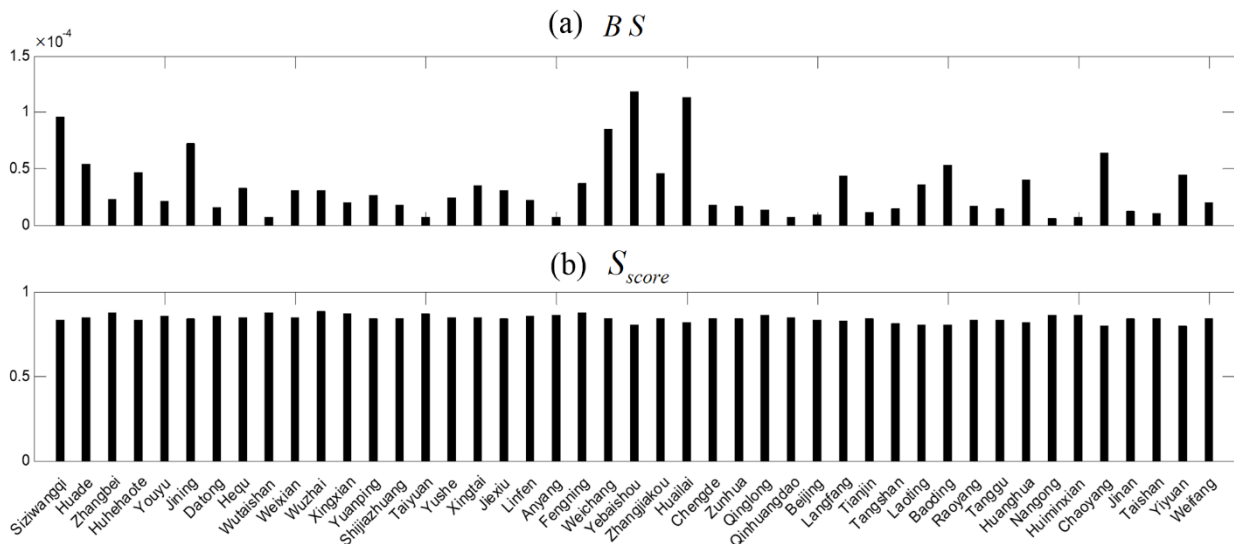 (a) BS
×10⁻⁴
1.5
1
0.5
0
(b) S_score
1
0.5
0
Siziwangqi
Huade
Zhangbei
Huhehaote
Youyu
Jining
Datong
Hequ
Wutaishan
Weixian
Wuzhai
Xingxian
Yuanping
Shijiazhuang
Taiyuan
Yushe
Xingtai
Jiexiu
Linfen
Anyang
Fengning
Weichang
Yebaishou
Zhangjiakou
Huailai
Chengde
Zunhua
Qinglong
Qinhuangdao
Beijing
Langfang
Tianjin
Tangshan
Laoling
Baoding
Raoyang
Tanggu
Huanghua
Nangong
Huiminxian
Chaoyang
Jinan
Taishan
Yiyuan
Weifang